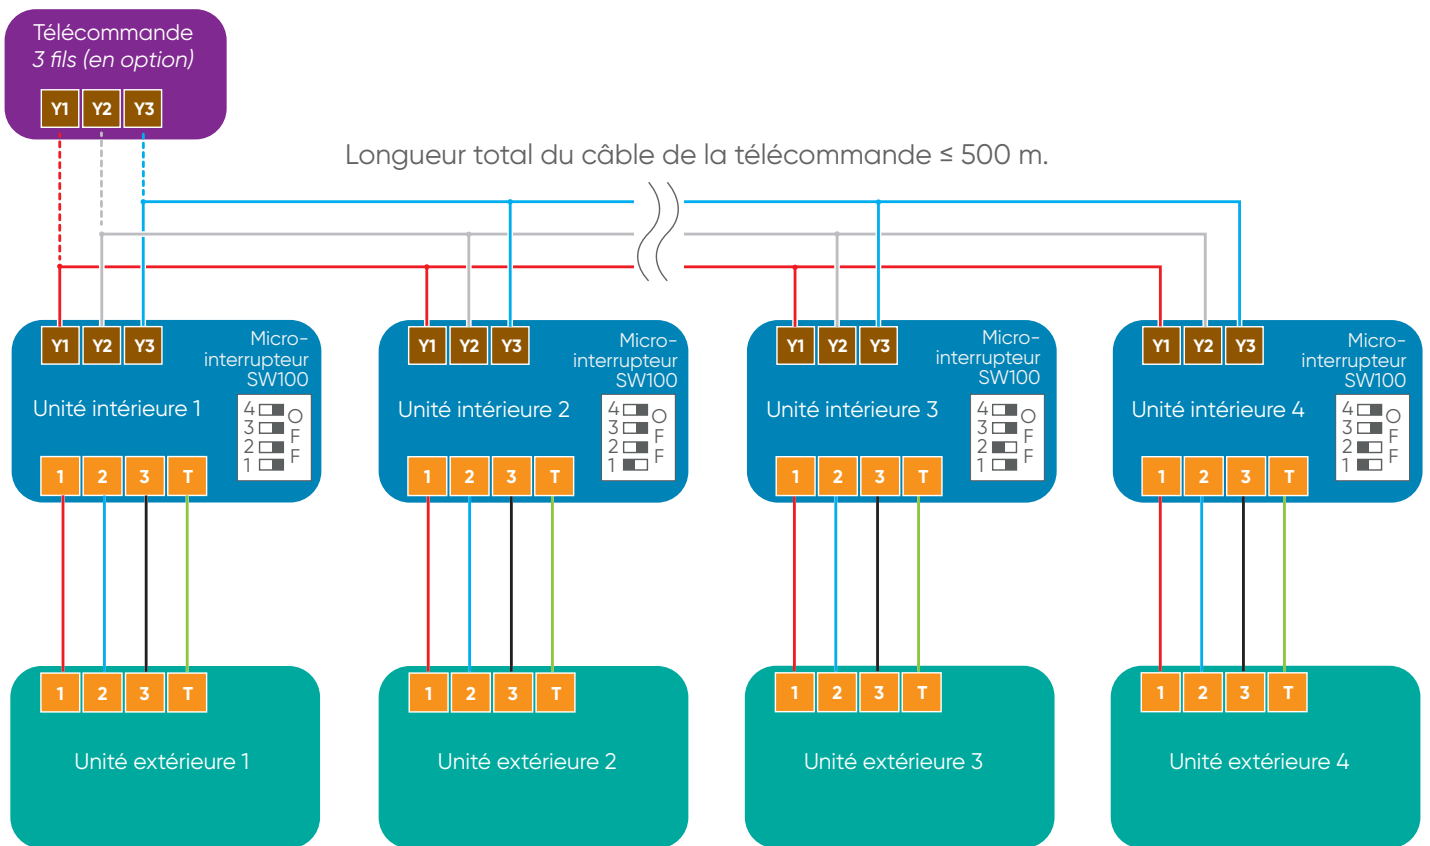 Télécommande
3 fils (en option)
Y1 Y2 Y3
Longueur total du câble de la télécommande ≤ 500 m.
Y1 Y2 Y3
Micro-
interrupteur
SW100
Unité intérieure 1
4 O
3 F
2 F
1
1 2 3 T
Y1 Y2 Y3
Micro-
interrupteur
SW100
Unité intérieure 2
4 O
3 F
2 F
1
1 2 3 T
Y1 Y2 Y3
Micro-
interrupteur
SW100
Unité intérieure 3
4 O
3 F
2 F
1
1 2 3 T
Y1 Y2 Y3
Micro-
interrupteur
SW100
Unité intérieure 4
4 O
3 F
2 F
1
1 2 3 T
1 2 3 T
Unité extérieure 1
1 2 3 T
Unité extérieure 2
1 2 3 T
Unité extérieure 3
1 2 3 T
Unité extérieure 4